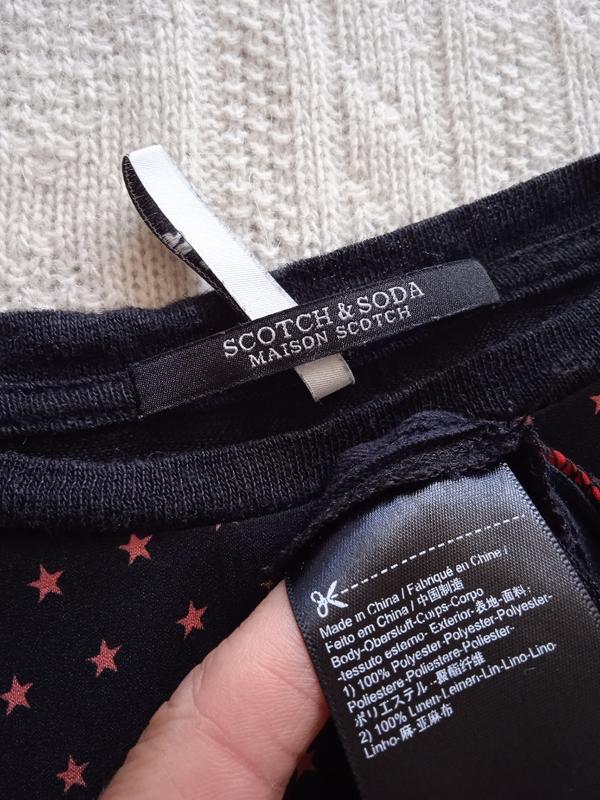 SCOTCH & SODA
MAISON SCOTCH
Made in China / Fabriqué en Chine /
Feito em China / 中国制造
Body-Oberstoff-Corps-Corpo
-tessuto esterno- Exterior-表地-面料:
1) 100% Polyester-Polyester-Polyester-
Poliestere-Poliestere-Poliester-
ポリエステル-聚酯纤维
2) 100% Linen-Leinen-Lin-Lino-Lino-
Linho-麻-亚麻布